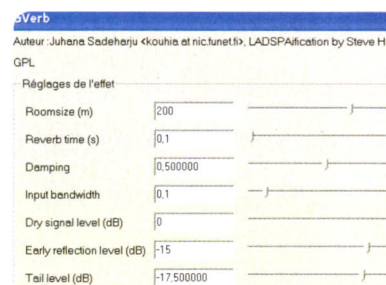 GVerb
Auteur :Juhana Sadeharju <kouhia at nic.funet.fi>, LADSPAification by Steve H
GPL
Réglages de l'effet
Roomsize (m) 200
Reverb time (s) 0,1
Damping 0,500000
Input bandwidth 0,1
Dry signal level (dB) 0
Early reflection level (dB) -15
Tail level (dB) -17,500000